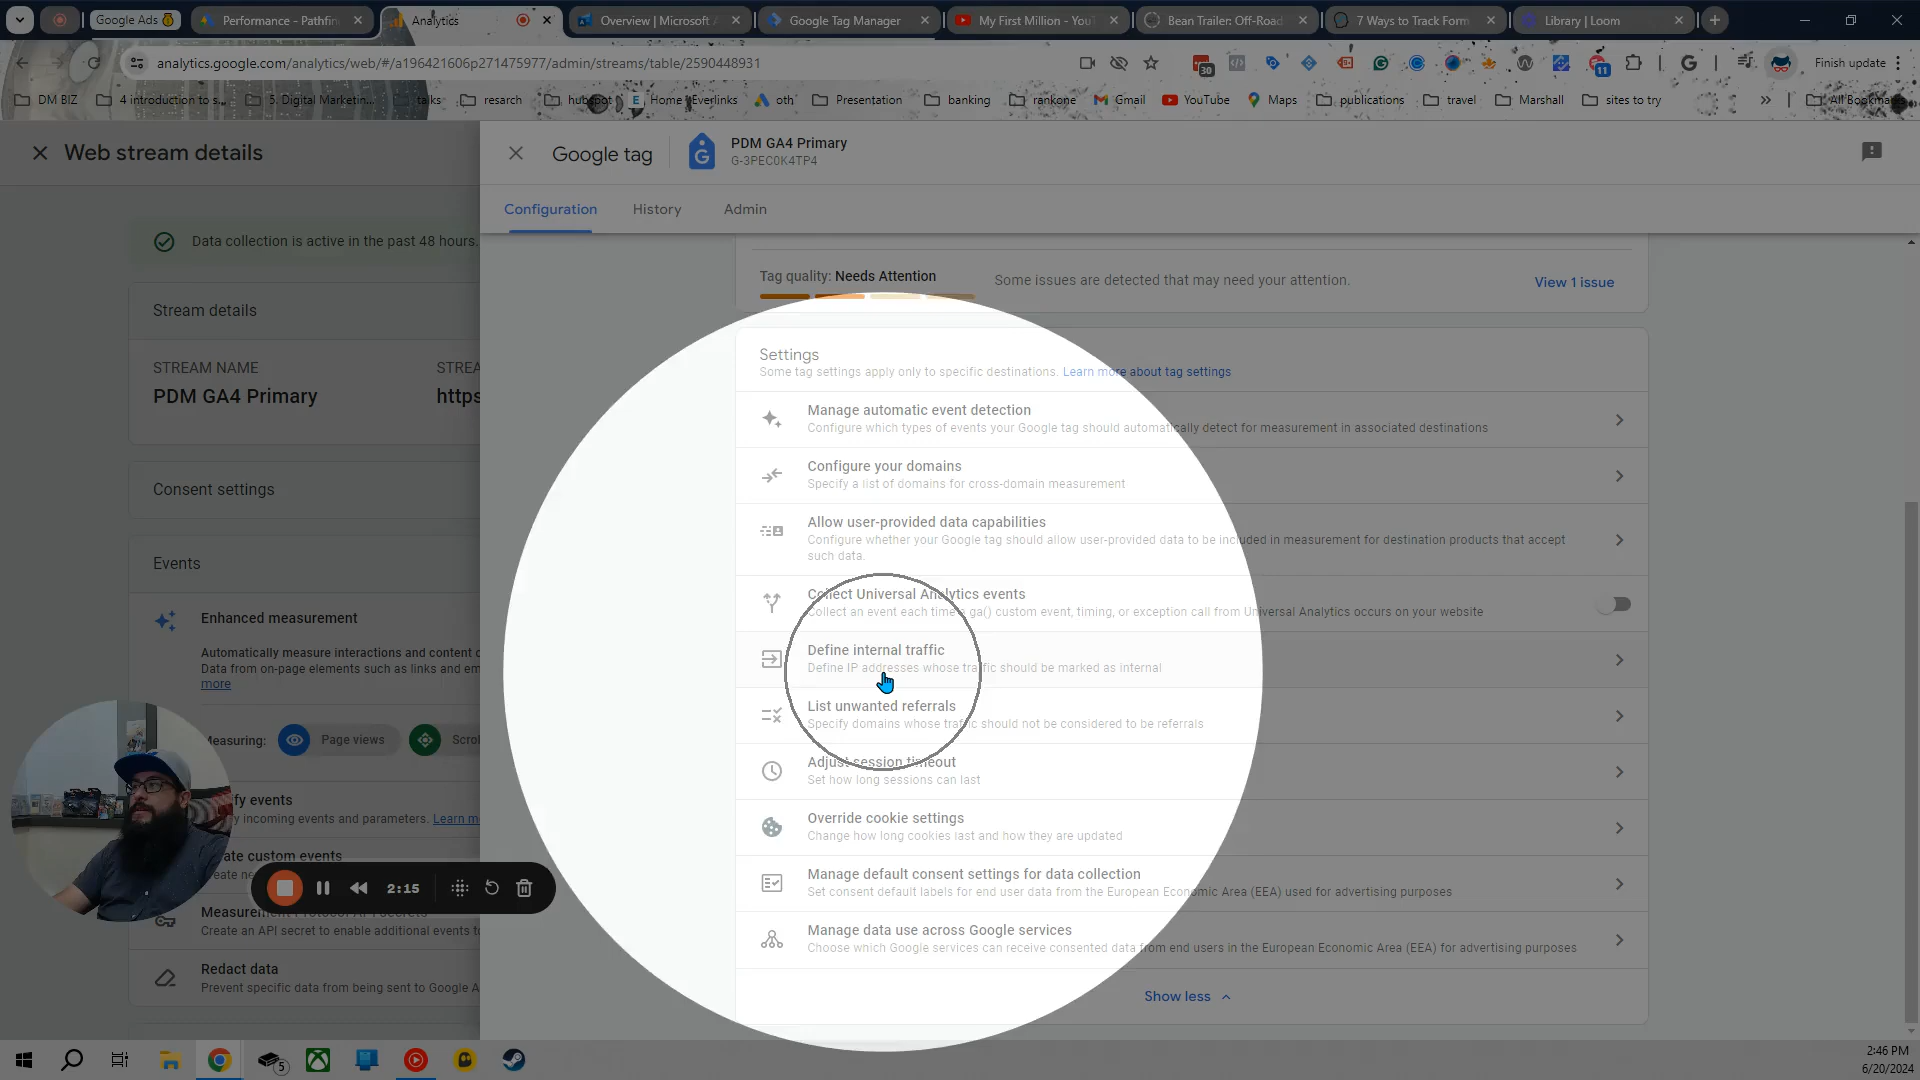 Google Ads
Performance - Pathfin
Analytics
Overview | Microsoft A
Google Tag Manager
My First Million - YouT
Bean Trailer: Off-Road
7 Ways to Track Form
Library | Loom
analytics.google.com/analytics/web/#/a196421606p271475977/admin/streams/table/2590448931
30
11
Finish update
DM BIZ
4 introduction to s...
5. Digital Marketin...
talks
resarch
hubspot
Home | Everlinks
oth
Presentation
banking
rankone
Gmail
YouTube
Maps
publications
travel
Marshall
sites to try
All Bookmarks
Web stream details
Google tag
PDM GA4 Primary
G-3PEC0K4TP4
Configuration
History
Admin
Data collection is active in the past 48 hours.
Stream details
STREAM NAME
STREA
PDM GA4 Primary
https
Consent settings
Events
Enhanced measurement
Automatically measure interactions and content o
Data from on-page elements such as links and em
more
Measuring:
Page views
Scrol
fy events
y incoming events and parameters. Learn m
ate custom events
eate ne
2:15
Measurement Protocol API secrets
Create an API secret to enable additional events to
Redact data
Prevent specific data from being sent to Google A
Tag quality: Needs Attention
Some issues are detected that may need your attention.
View 1 issue
Settings
Some tag settings apply only to specific destinations. Learn more about tag settings
Manage automatic event detection
Configure which types of events your Google tag should automatically detect for measurement in associated destinations
Configure your domains
Specify a list of domains for cross-domain measurement
Allow user-provided data capabilities
Configure whether your Google tag should allow user-provided data to be included in measurement for destination products that accept
such data.
Collect Universal Analytics events
Collect an event each time a ga() custom event, timing, or exception call from Universal Analytics occurs on your website
Define internal traffic
Define IP addresses whose traffic should be marked as internal
List unwanted referrals
Specify domains whose traffic should not be considered to be referrals
Adjust session timeout
Set how long sessions can last
Override cookie settings
Change how long cookies last and how they are updated
Manage default consent settings for data collection
Set consent default labels for end user data from the European Economic Area (EEA) used for advertising purposes
Manage data use across Google services
Choose which Google services can receive consented data from end users in the European Economic Area (EEA) for advertising purposes
Show less
5
2:46 PM
6/20/2024